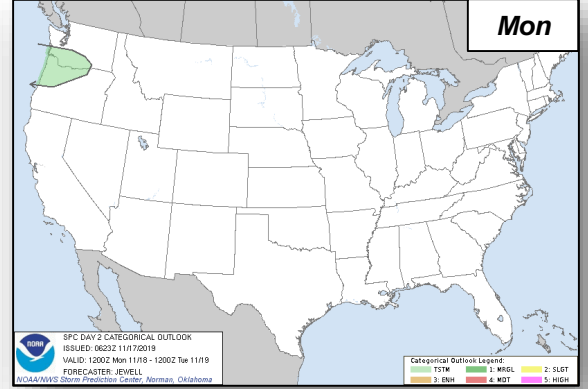 Mon
NOAA
SPC DAY 2 CATEGORICAL OUTLOOK
ISSUED: 0623Z 11/17/2019
VALID: 1200Z Mon 11/18 - 1200Z Tue 11/19
FORECASTER: JEWELL
NOAA/NWS Storm Prediction Center, Norman, Oklahoma
Categorical Outlook Legend:
TSTM 1: MRGL 2: SLGT
3: ENH 4: MDT 5: HIGH